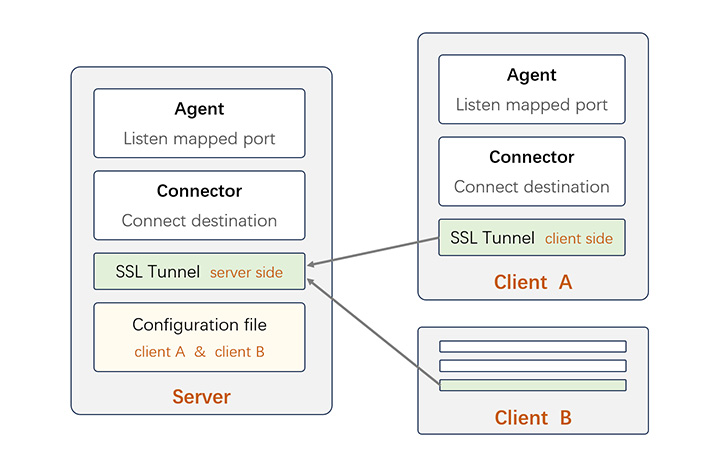 Agent
Listen mapped port
Connector
Connect destination
SSL Tunnel server side
Configuration file
client A & client B
Server
Agent
Listen mapped port
Connector
Connect destination
SSL Tunnel client side
Client A
Client B